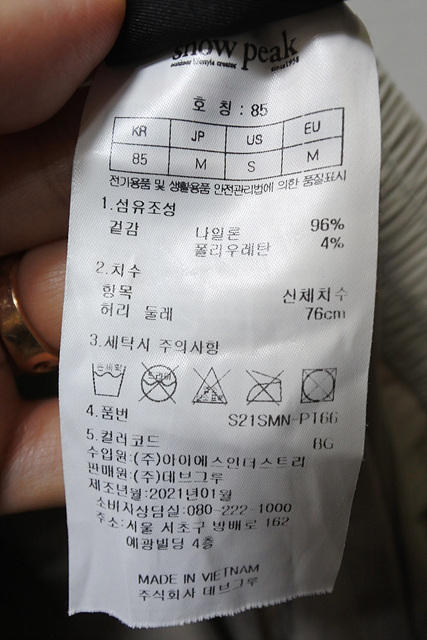 snow peak
outdoor lifestyle creator since1958
호 칭 : 85
KR JP US EU
85 M S M
전기용품 및 생활용품 안전관리법에 의한 품질표시
1.섬유조성
겉감 나일론 96%
폴리우레탄 4%
2.치수
항목 신체치수
허리 둘레 76cm
3.세탁시 주의사항
4.품번 S21SMN-PT66
5.컬러코드 BG
수입원:(주)아이에스인더스트리
판매원:(주)데브그루
제조년월:2021년01월
소비자상담실:080-222-1000
주소:서울 서초구 방배로 162
예광빌딩 4층
MADE IN VIETNAM
주식회사 데브그루